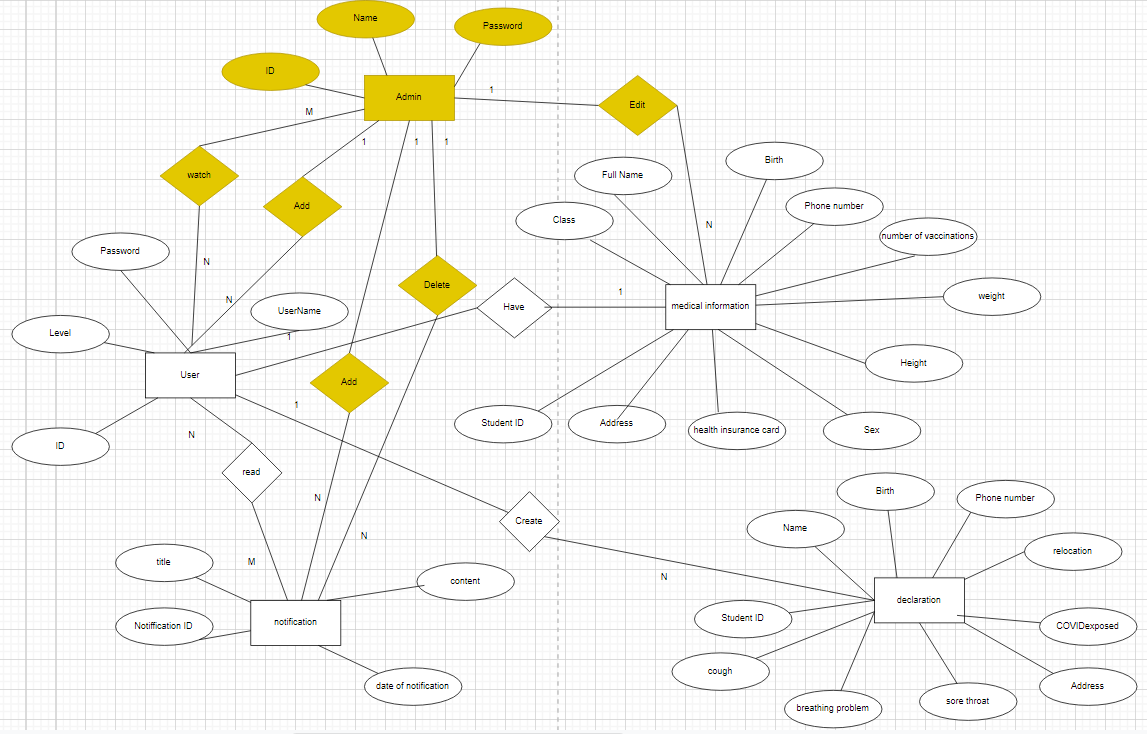 Name
Password
ID
Admin
1
Edit
M
1
1
1
watch
Add
Full Name
Birth
Phone number
Class
N
number of vaccinations
Password
N
N
Delete
UserName
Have
1
medical information
weight
Level
1
User
Add
Height
1
Student ID
Address
health insurance card
Sex
ID
N
read
N
Create
Birth
Phone number
Name
N
relocation
title
M
content
N
declaration
Notiffication ID
notification
Student ID
COVIDexposed
cough
date of notification
Address
breathing problem
sore throat